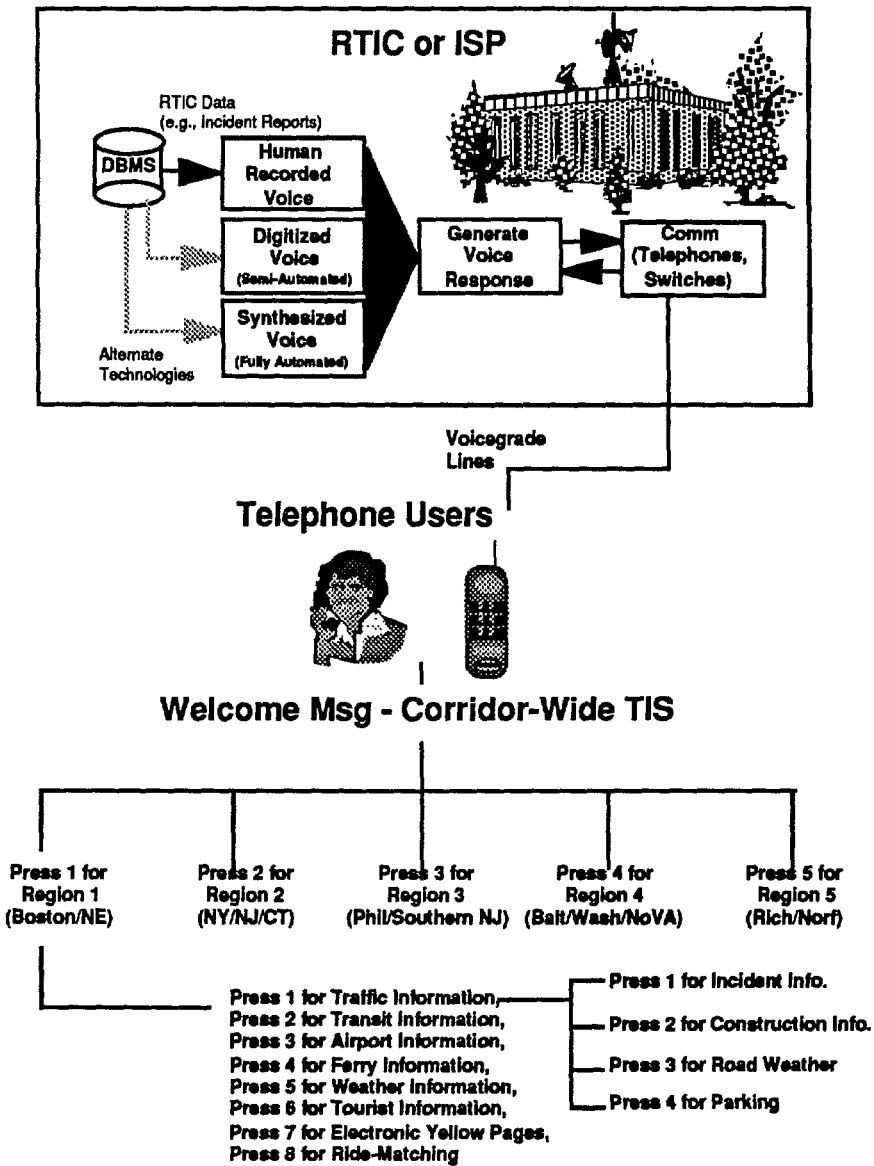 RTIC or ISP
RTIC Data
(e.g., Incident Reports)
DBMS
Human
Recorded
Voice
Digitized
Voice
(Semi-Automated)
Synthesized
Voice
(Fully Automated)
Alternate
Technologies
Generate
Voice
Response
Comm
(Telephones,
Switches)
Voicegrade
Lines
Telephone Users
Welcome Msg - Corridor-Wide TIS
Press 1 for
Region 1
(Boston/NE)
Press 2 for
Region 2
(NY/NJ/CT)
Press 3 for
Region 3
(Phil/Southern NJ)
Press 4 for
Region 4
(Balt/Wash/NoVA)
Press 5 for
Region 5
(Rich/Norf)
Press 1 for Traffic Information,
Press 2 for Transit Information,
Press 3 for Airport Information,
Press 4 for Ferry Information,
Press 5 for Weather Information,
Press 6 for Tourist Information,
Press 7 for Electronic Yellow Pages,
Press 8 for Ride-Matching
Press 1 for Incident Info.
Press 2 for Construction Info.
Press 3 for Road Weather
Press 4 for Parking